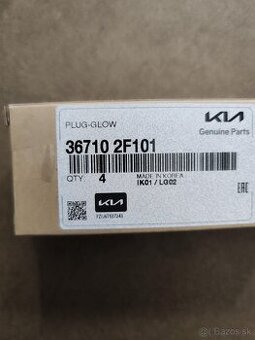 PLUG-GLOW
KIA
Genuine Parts
36710 2F101
QTY 4
MADE IN KOREA
IK01 / LG02
EAC
KIA
bazos.sk